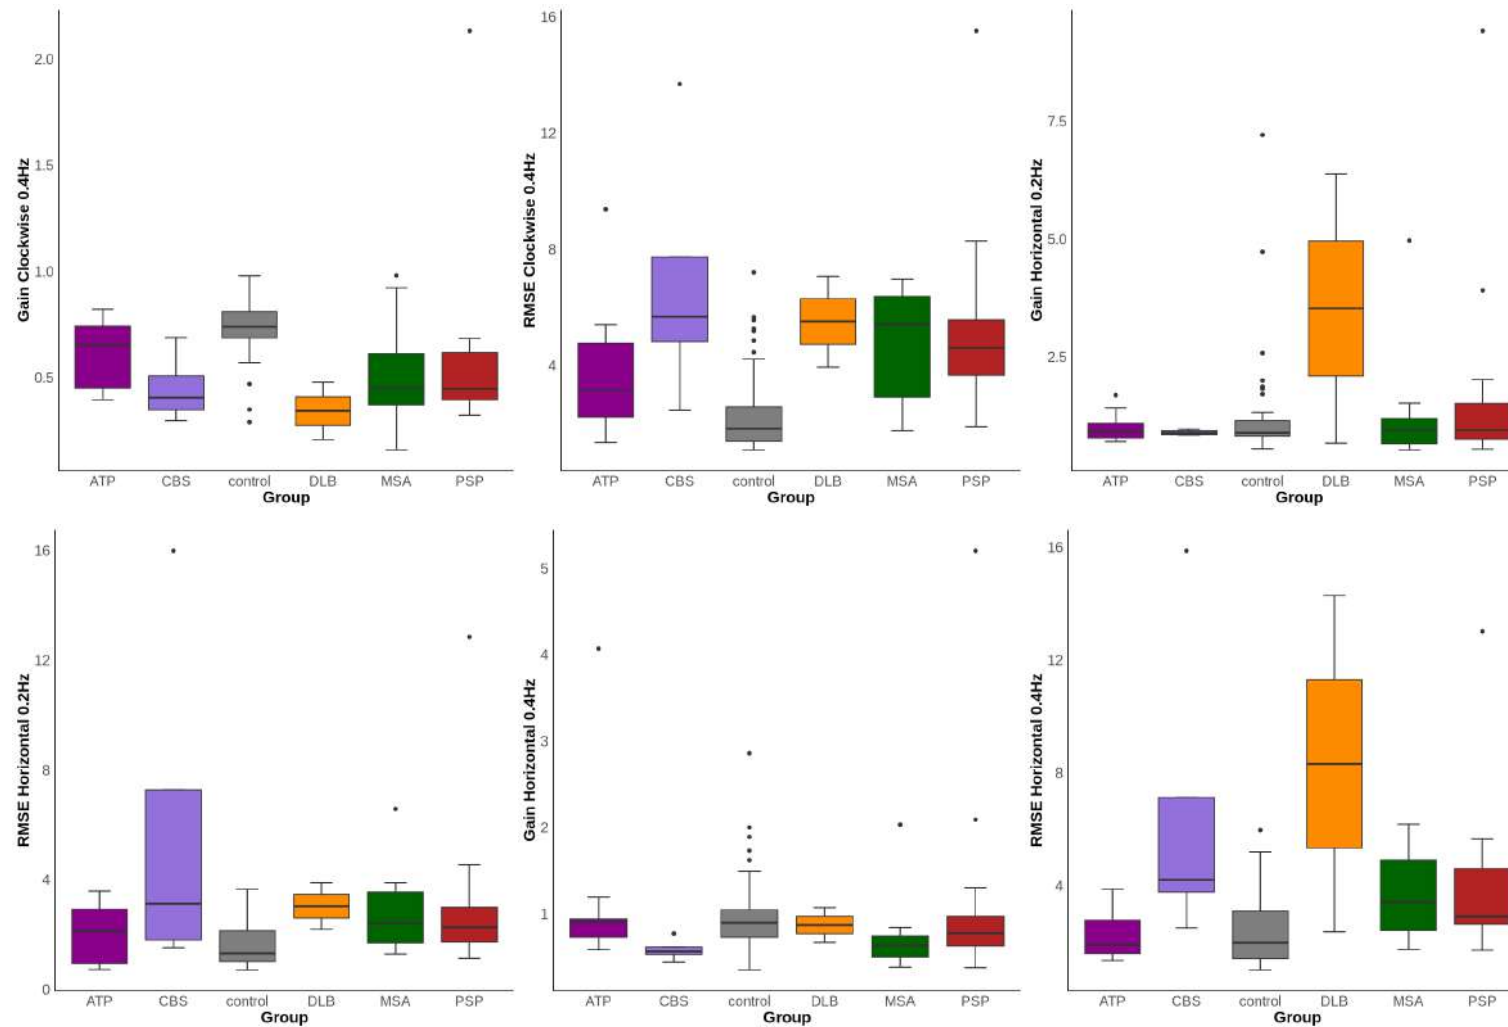 Gain Clockwise 0.4Hz
2.0
1.5
1.0
0.5
ATP CBS control DLB MSA PSP
Group
RMSE Clockwise 0.4Hz
16
12
8
4
ATP CBS control DLB MSA PSP
Group
Gain Horizontal 0.2Hz
7.5
5.0
2.5
ATP CBS control DLB MSA PSP
Group
RMSE Horizontal 0.2Hz
16
12
8
4
0
ATP CBS control DLB MSA PSP
Group
Gain Horizontal 0.4Hz
5
4
3
2
1
ATP CBS control DLB MSA PSP
Group
RMSE Horizontal 0.4Hz
16
12
8
4
ATP CBS control DLB MSA PSP
Group